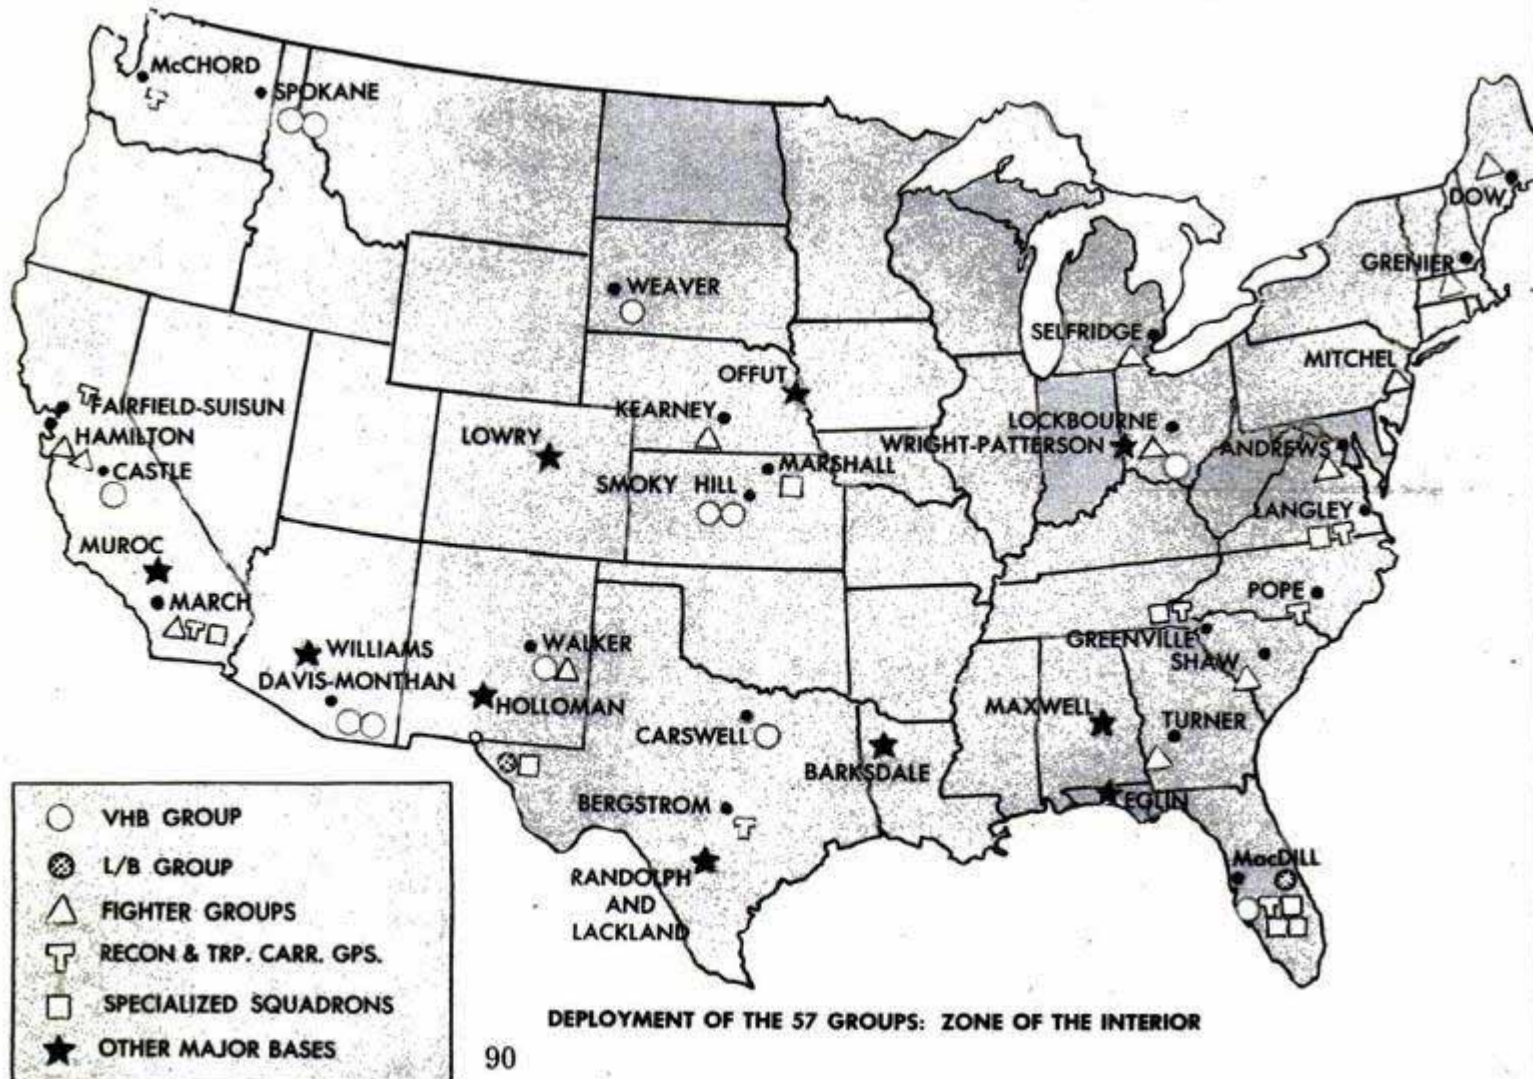 McCHORD
SPOKANE
DOW
GRENIER
WEAVER
SELFRIDGE
MITCHEL
OFFUT
KEARNEY
LOCKBOURNE
FAIRFIELD-SUISUN
HAMILTON
LOWRY
WRIGHT-PATTERSON
ANDREWS
CASTLE
MARSHALL
SMOKY HILL
LANGLEY
MUROC
MARCH
POPE
WILLIAMS
WALKER
GREENVILLE
SHAW
DAVIS-MONTHAN
HOLLOMAN
MAXWELL
TURNER
CARSWELL
BARKSDALE
BERGSTROM
EGLIN
MacDILL
RANDOLPH
AND
LACKLAND
VHB GROUP
L/B GROUP
FIGHTER GROUPS
RECON & TRP. CARR. GPS.
SPECIALIZED SQUADRONS
OTHER MAJOR BASES
DEPLOYMENT OF THE 57 GROUPS: ZONE OF THE INTERIOR
90